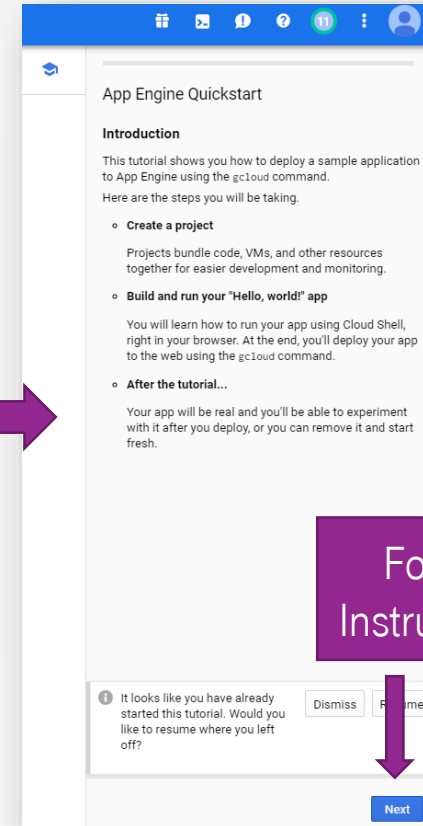 11
App Engine Quickstart
Introduction
This tutorial shows you how to deploy a sample application
to App Engine using the gcloud command.
Here are the steps you will be taking.
Create a project
Projects bundle code, VMs, and other resources
together for easier development and monitoring.
Build and run your "Hello, world!" app
You will learn how to run your app using Cloud Shell,
right in your browser. At the end, you'll deploy your app
to the web using the gcloud command.
After the tutorial...
Your app will be real and you'll be able to experiment
with it after you deploy, or you can remove it and start
fresh.
It looks like you have already
started this tutorial. Would you
like to resume where you left
off?
Dismiss
Next